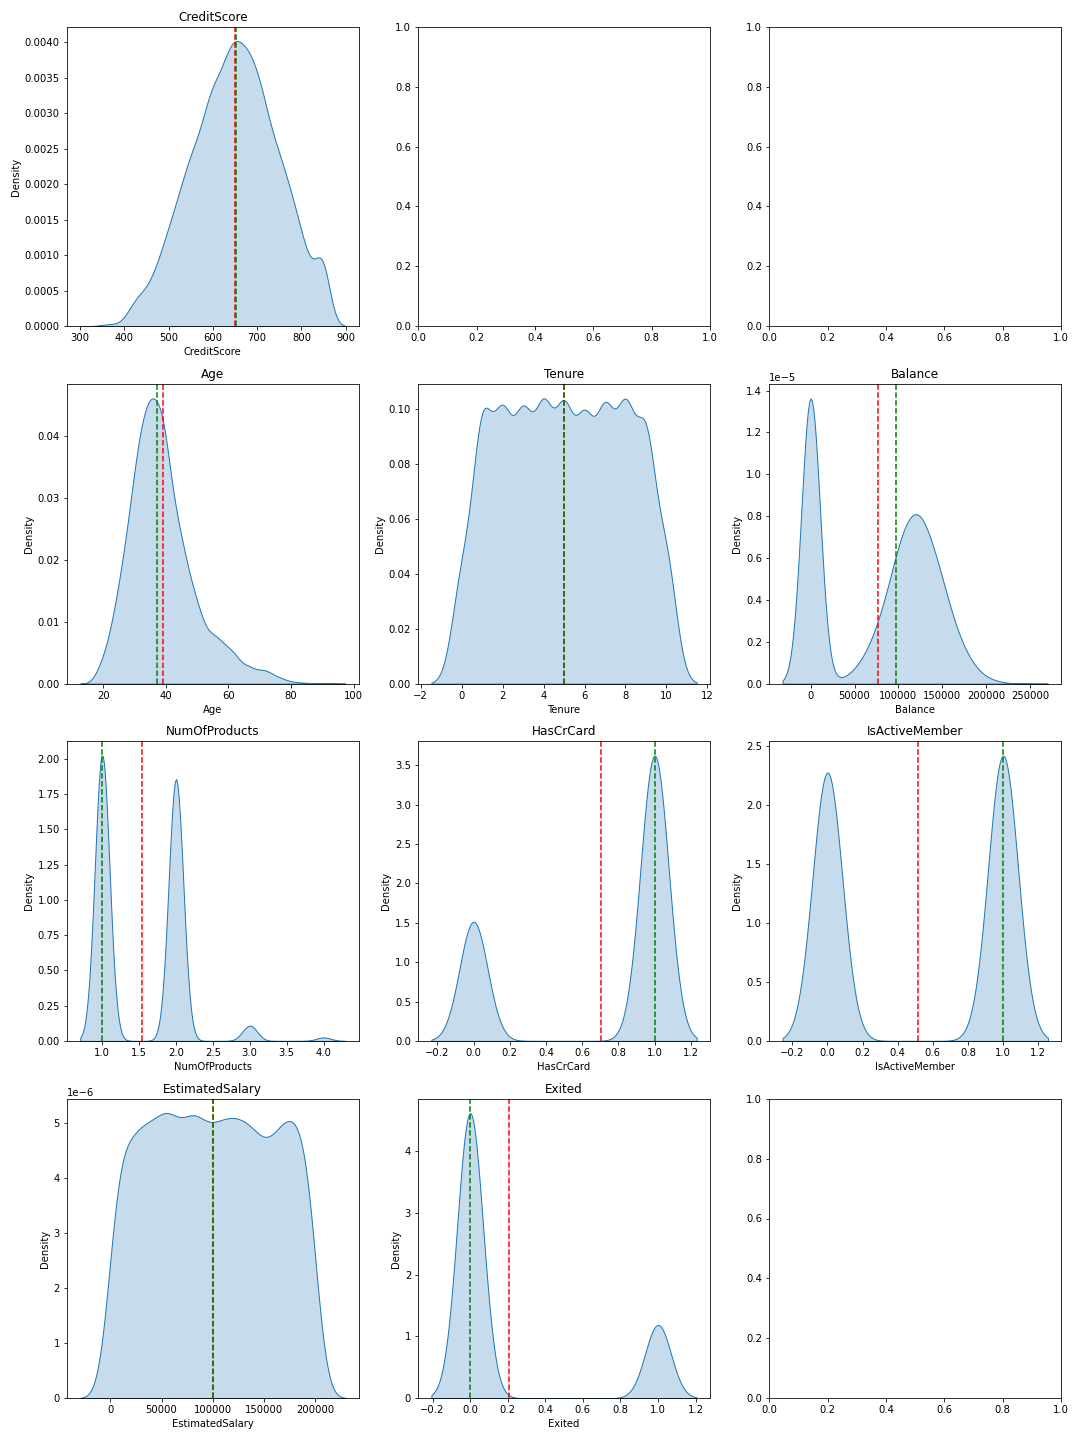 CreditScore
0.0040
0.0035
0.0030
0.0025
0.0020
0.0015
0.0010
0.0005
0.0000
Density
300 400 500 600 700 800 900
CreditScore
1.0
0.8
0.6
0.4
0.2
0.0
0.0 0.2 0.4 0.6 0.8 1.0
1.0
0.8
0.6
0.4
0.2
0.0
0.0 0.2 0.4 0.6 0.8 1.0
Age
0.04
0.03
0.02
0.01
0.00
Density
20 40 60 80 100
Age
Tenure
0.10
0.08
0.06
0.04
0.02
0.00
Density
−2 0 2 4 6 8 10 12
Tenure
Balance
1e−5
1.4
1.2
1.0
0.8
0.6
0.4
0.2
0.0
Density
0 50000 100000 150000 200000 250000
Balance
NumOfProducts
2.00
1.75
1.50
1.25
1.00
0.75
0.50
0.25
0.00
Density
1.0 1.5 2.0 2.5 3.0 3.5 4.0
NumOfProducts
HasCrCard
3.5
3.0
2.5
2.0
1.5
1.0
0.5
0.0
Density
−0.2 0.0 0.2 0.4 0.6 0.8 1.0 1.2
HasCrCard
IsActiveMember
2.5
2.0
1.5
1.0
0.5
0.0
Density
−0.2 0.0 0.2 0.4 0.6 0.8 1.0 1.2
IsActiveMember
EstimatedSalary
1e−6
5
4
3
2
1
0
Density
0 50000 100000 150000 200000
EstimatedSalary
Exited
4
3
2
1
0
Density
−0.2 0.0 0.2 0.4 0.6 0.8 1.0 1.2
Exited
1.0
0.8
0.6
0.4
0.2
0.0
0.0 0.2 0.4 0.6 0.8 1.0